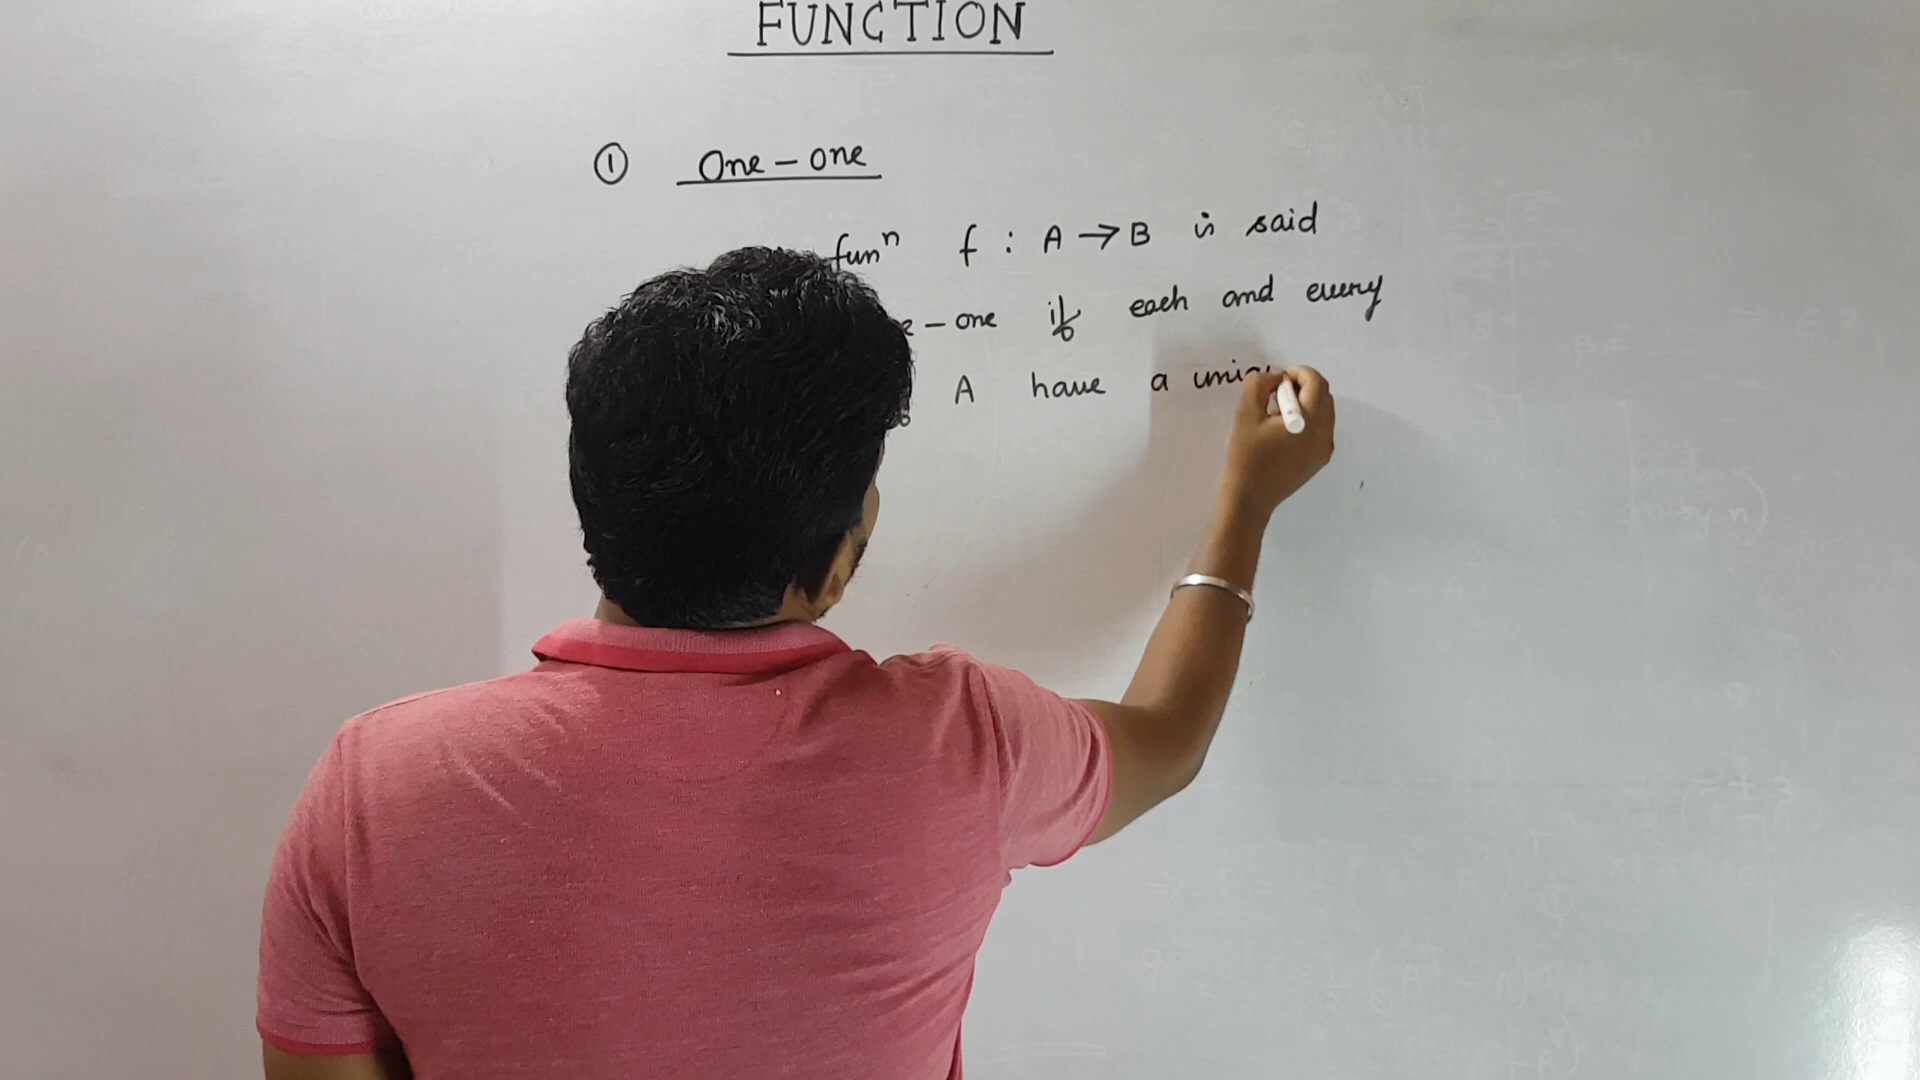 FUNCTION
① One-one
funⁿ f : A → B is said
- one if each and every
A have a